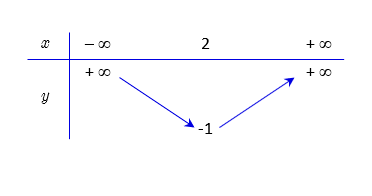 x − ∞ 2 + ∞
+ ∞ + ∞
y
-1